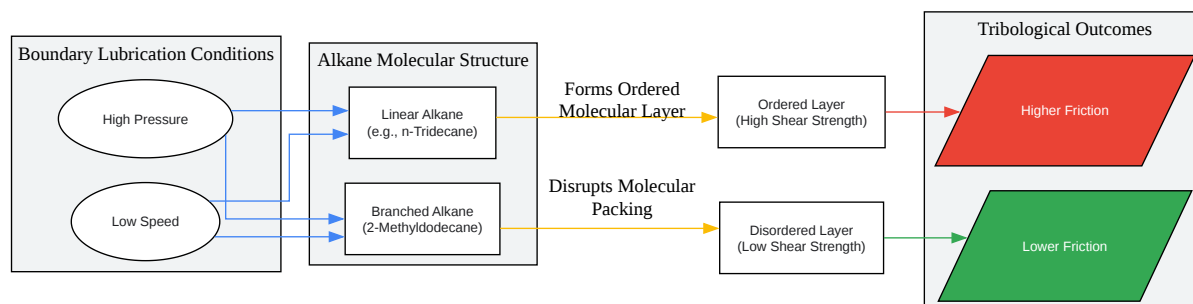 Boundary Lubrication Conditions
High Pressure
Low Speed
Alkane Molecular Structure
Linear Alkane
(e.g., n-Tridecane)
Branched Alkane
(2-Methyldodecane)
Forms Ordered
Molecular Layer
Disrupts Molecular
Packing
Ordered Layer
(High Shear Strength)
Disordered Layer
(Low Shear Strength)
Tribological Outcomes
Higher Friction
Lower Friction